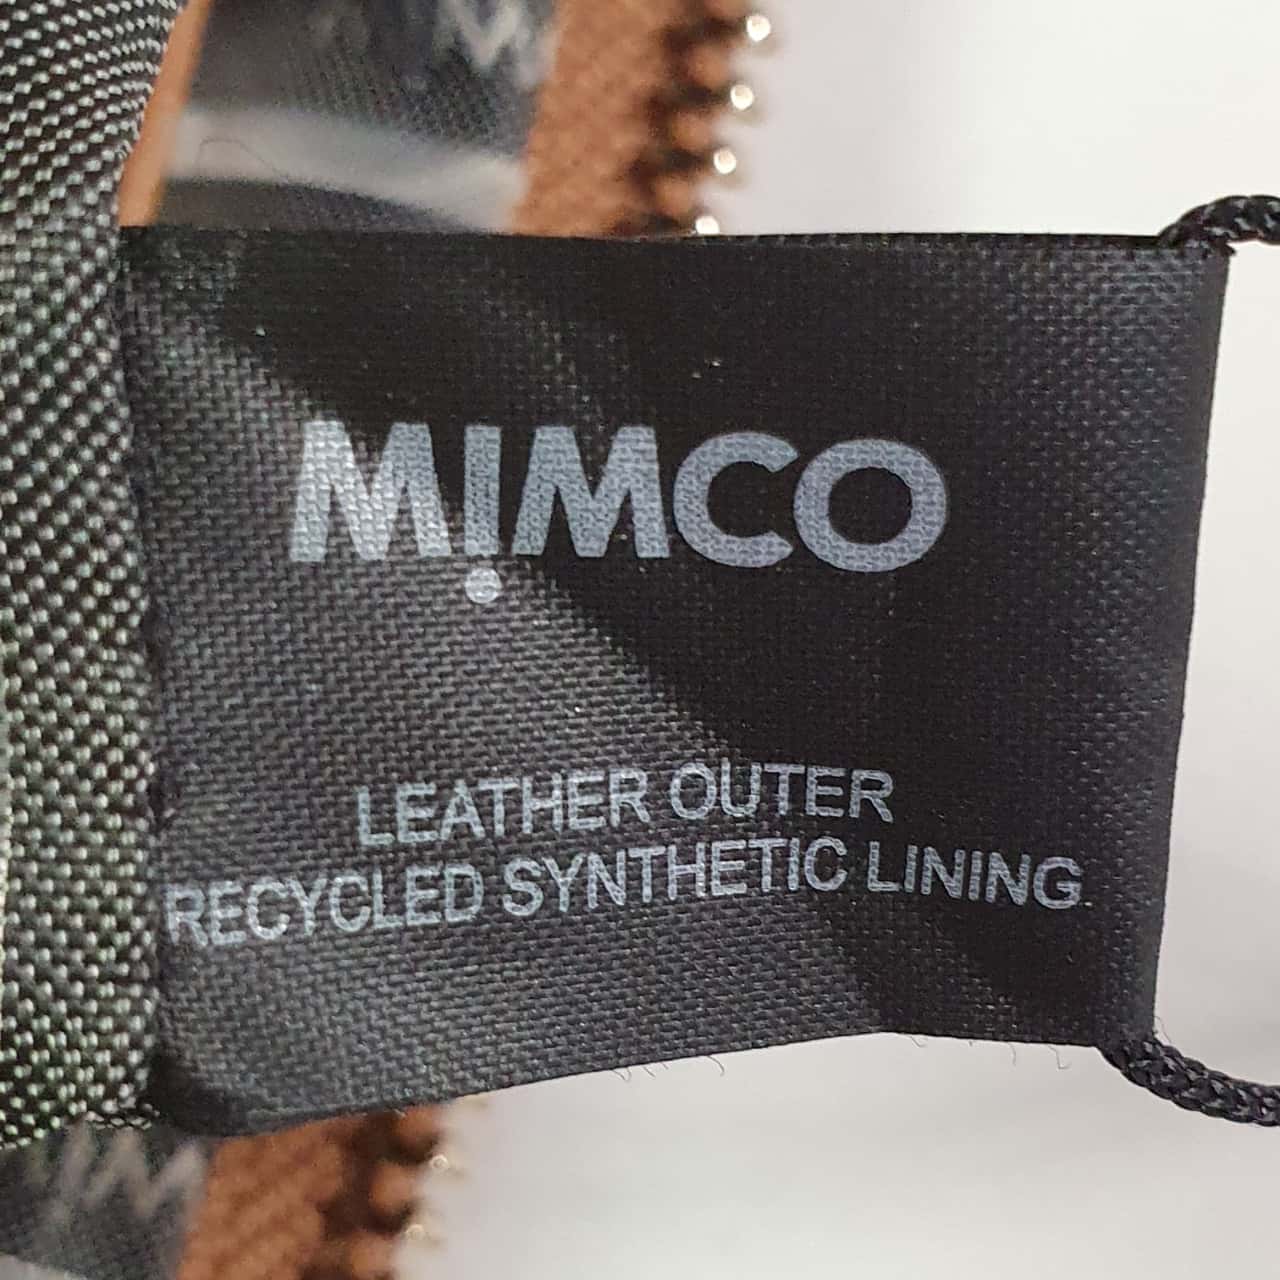 MIMCO
LEATHER OUTER
RECYCLED SYNTHETIC LINING